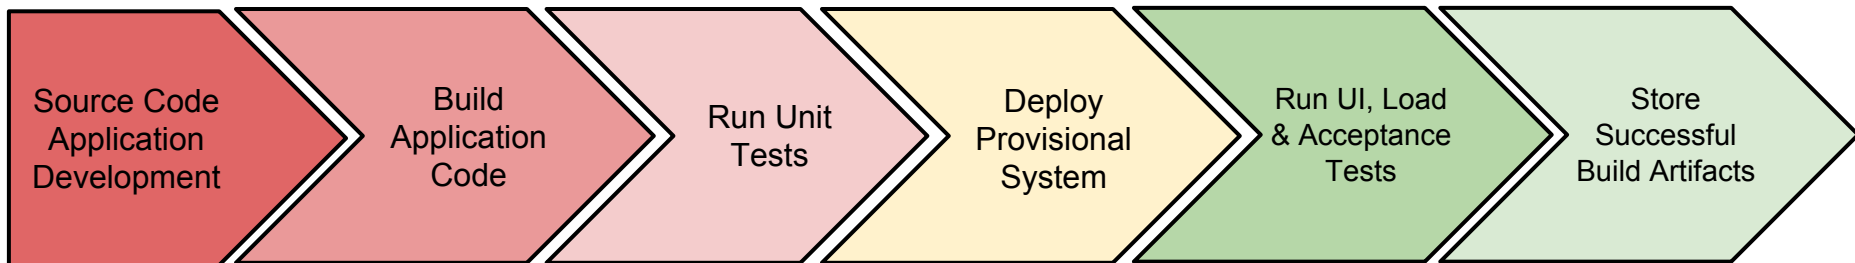 Source Code
Application
Development
Build
Application
Code
Run Unit
Tests
Deploy
Provisional
System
Run UI, Load
& Acceptance
Tests
Store
Successful
Build Artifacts